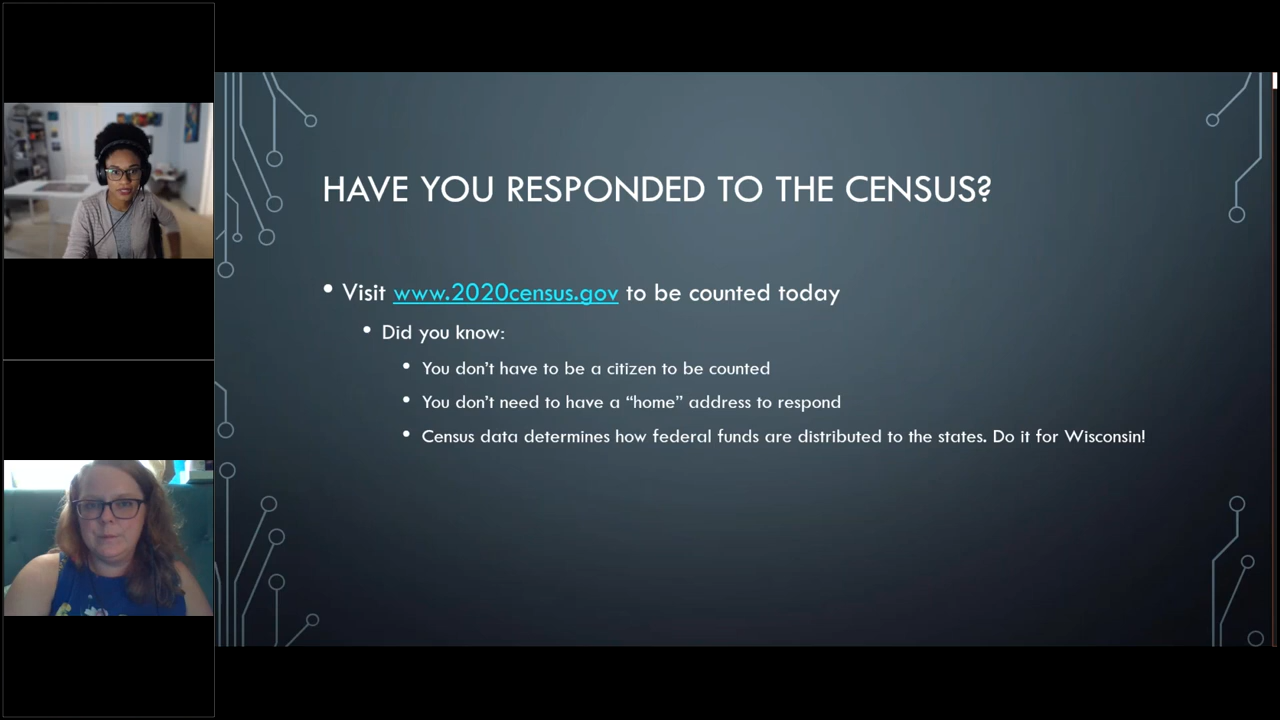 HAVE YOU RESPONDED TO THE CENSUS?
• Visit www.2020census.gov to be counted today
• Did you know:
• You don’t have to be a citizen to be counted
• You don’t need to have a “home” address to respond
• Census data determines how federal funds are distributed to the states. Do it for Wisconsin!